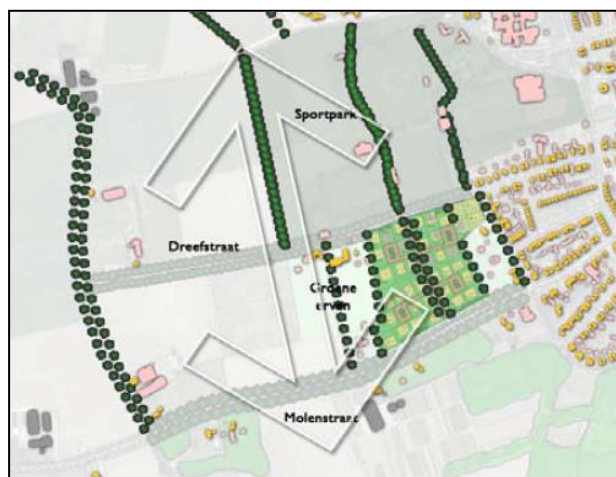 Sportpark
Dreefstraat
Groene
erven
Molenstraat